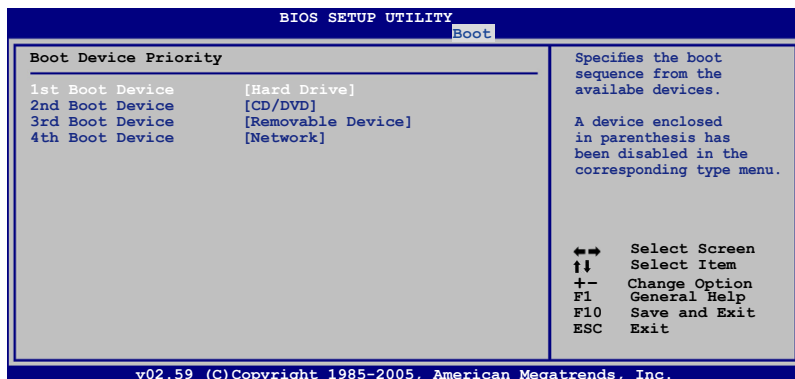 BIOS SETUP UTILITY
Boot
Boot Device Priority
1st Boot Device [Hard Drive]
2nd Boot Device [CD/DVD]
3rd Boot Device [Removable Device]
4th Boot Device [Network]
Specifies the boot
sequence from the
availabe devices.
A device enclosed
in parenthesis has
been disabled in the
corresponding type menu.
←→ Select Screen
↑↓ Select Item
+- Change Option
F1 General Help
F10 Save and Exit
ESC Exit
v02.59 (C)Copyright 1985-2005, American Megatrends, Inc.